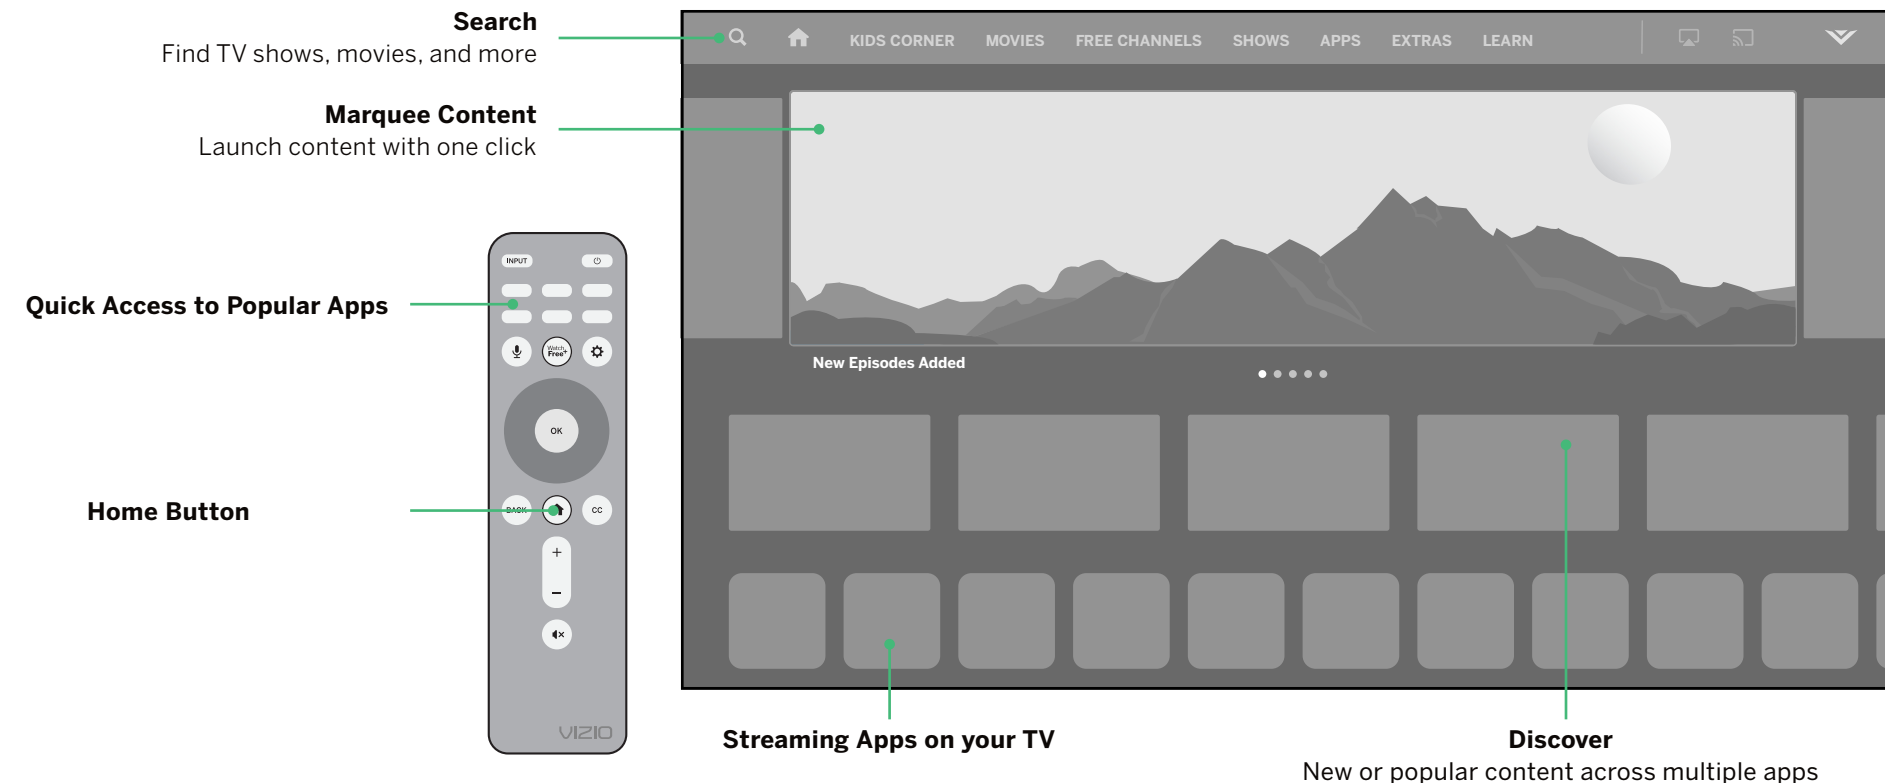 Search
Find TV shows, movies, and more
Marquee Content
Launch content with one click
KIDS CORNER MOVIES FREE CHANNELS SHOWS APPS EXTRAS LEARN
New Episodes Added
INPUT
Quick Access to Popular Apps
Watch
Free+
OK
Home Button
BACK
CC
VIZIO
Streaming Apps on your TV
Discover
New or popular content across multiple apps